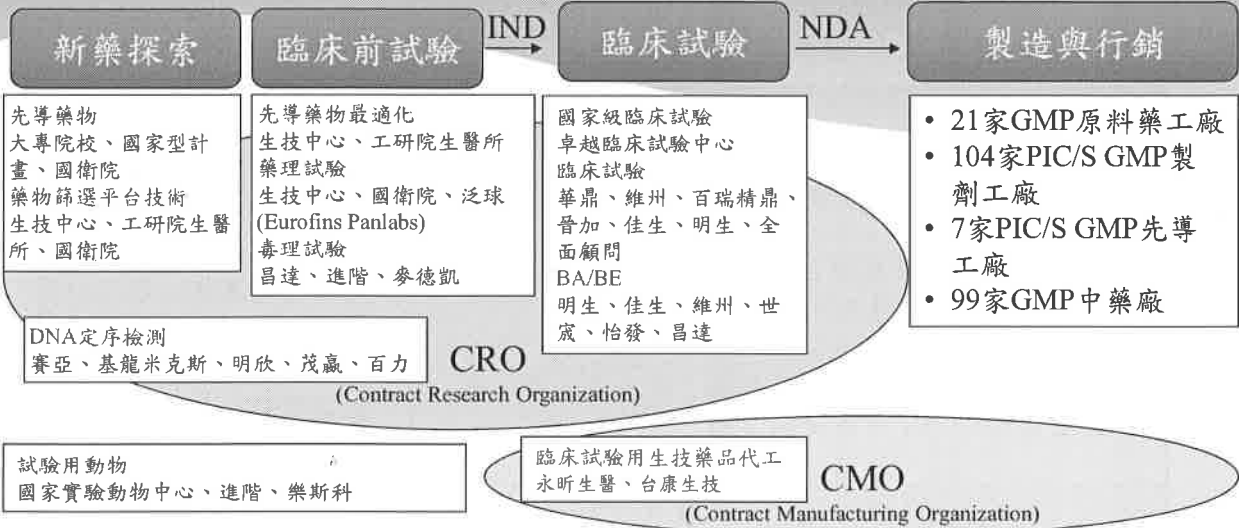 新藥探索
臨床前試驗
IND
臨床試驗
NDA
製造與行銷
先導藥物
大專院校、國家型計
畫、國衛院
藥物篩選平台技術
生技中心、工研院生醫
所、國衛院
先導藥物最適化
生技中心、工研院生醫所
藥理試驗
生技中心、國衛院、泛球
(Eurofins Panlabs)
毒理試驗
昌達、進階、麥德凱
國家級臨床試驗
卓越臨床試驗中心
臨床試驗
華鼎、維州、百瑞精鼎、
晉加、佳生、明生、全
面顧問
BA/BE
明生、佳生、維州、世
宬、怡發、昌達
• 21家GMP原料藥工廠
• 104家PIC/S GMP製
劑工廠
• 7家PIC/S GMP先導
工廠
• 99家GMP中藥廠
DNA定序檢測
賽亞、基龍米克斯、明欣、茂贏、百力
CRO
(Contract Research Organization)
試驗用動物
國家實驗動物中心、進階、樂斯科
臨床試驗用生技藥品代工
永昕生醫、台康生技
CMO
(Contract Manufacturing Organization)